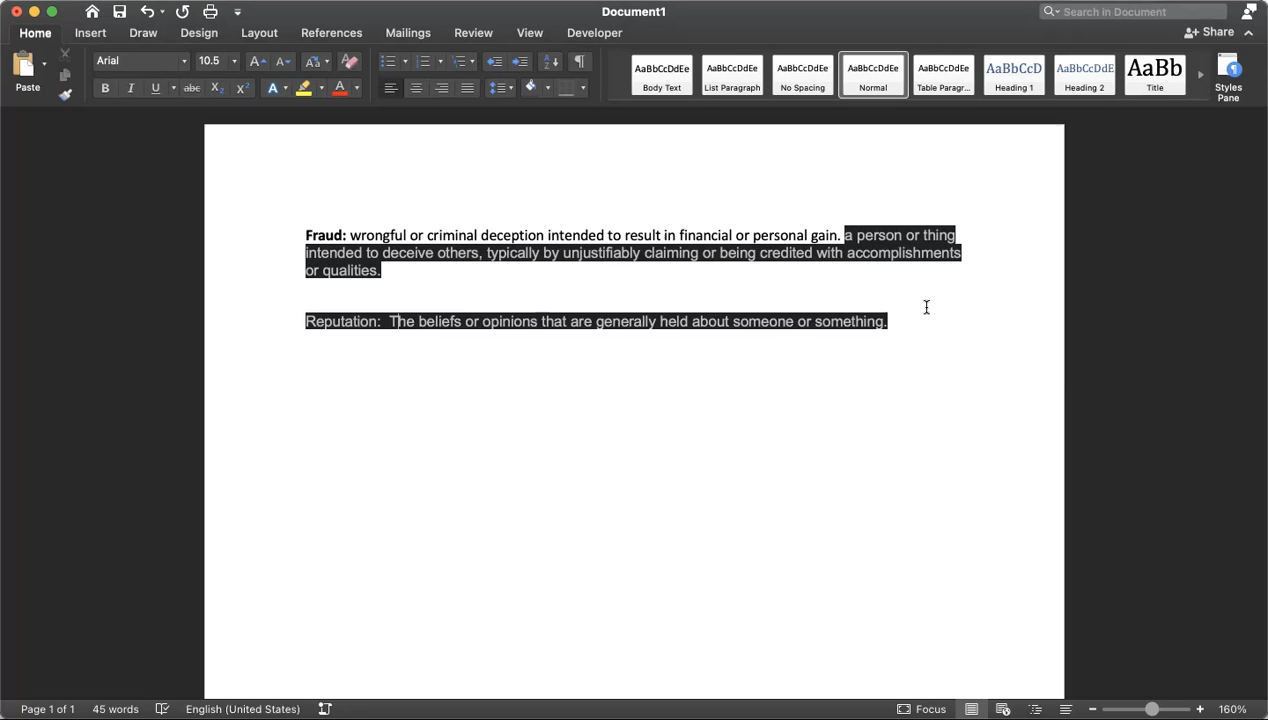 Document1
Search in Document
Home Insert Draw Design Layout References Mailings Review View Developer
Share
Paste
Arial 10.5
AaBbCcDdEe AaBbCcDdEe AaBbCcDdEe AaBbCcDdEe AaBbCcDdEe AaBbCcD AaBbCcDdE AaBb
Body Text List Paragraph No Spacing Normal Table Paragr... Heading 1 Heading 2 Title
Styles
Pane
Fraud: wrongful or criminal deception intended to result in financial or personal gain. a person or thing
intended to deceive others, typically by unjustifiably claiming or being credited with accomplishments
or qualities.
Reputation: The beliefs or opinions that are generally held about someone or something.
Page 1 of 1 45 words English (United States) Focus 160%